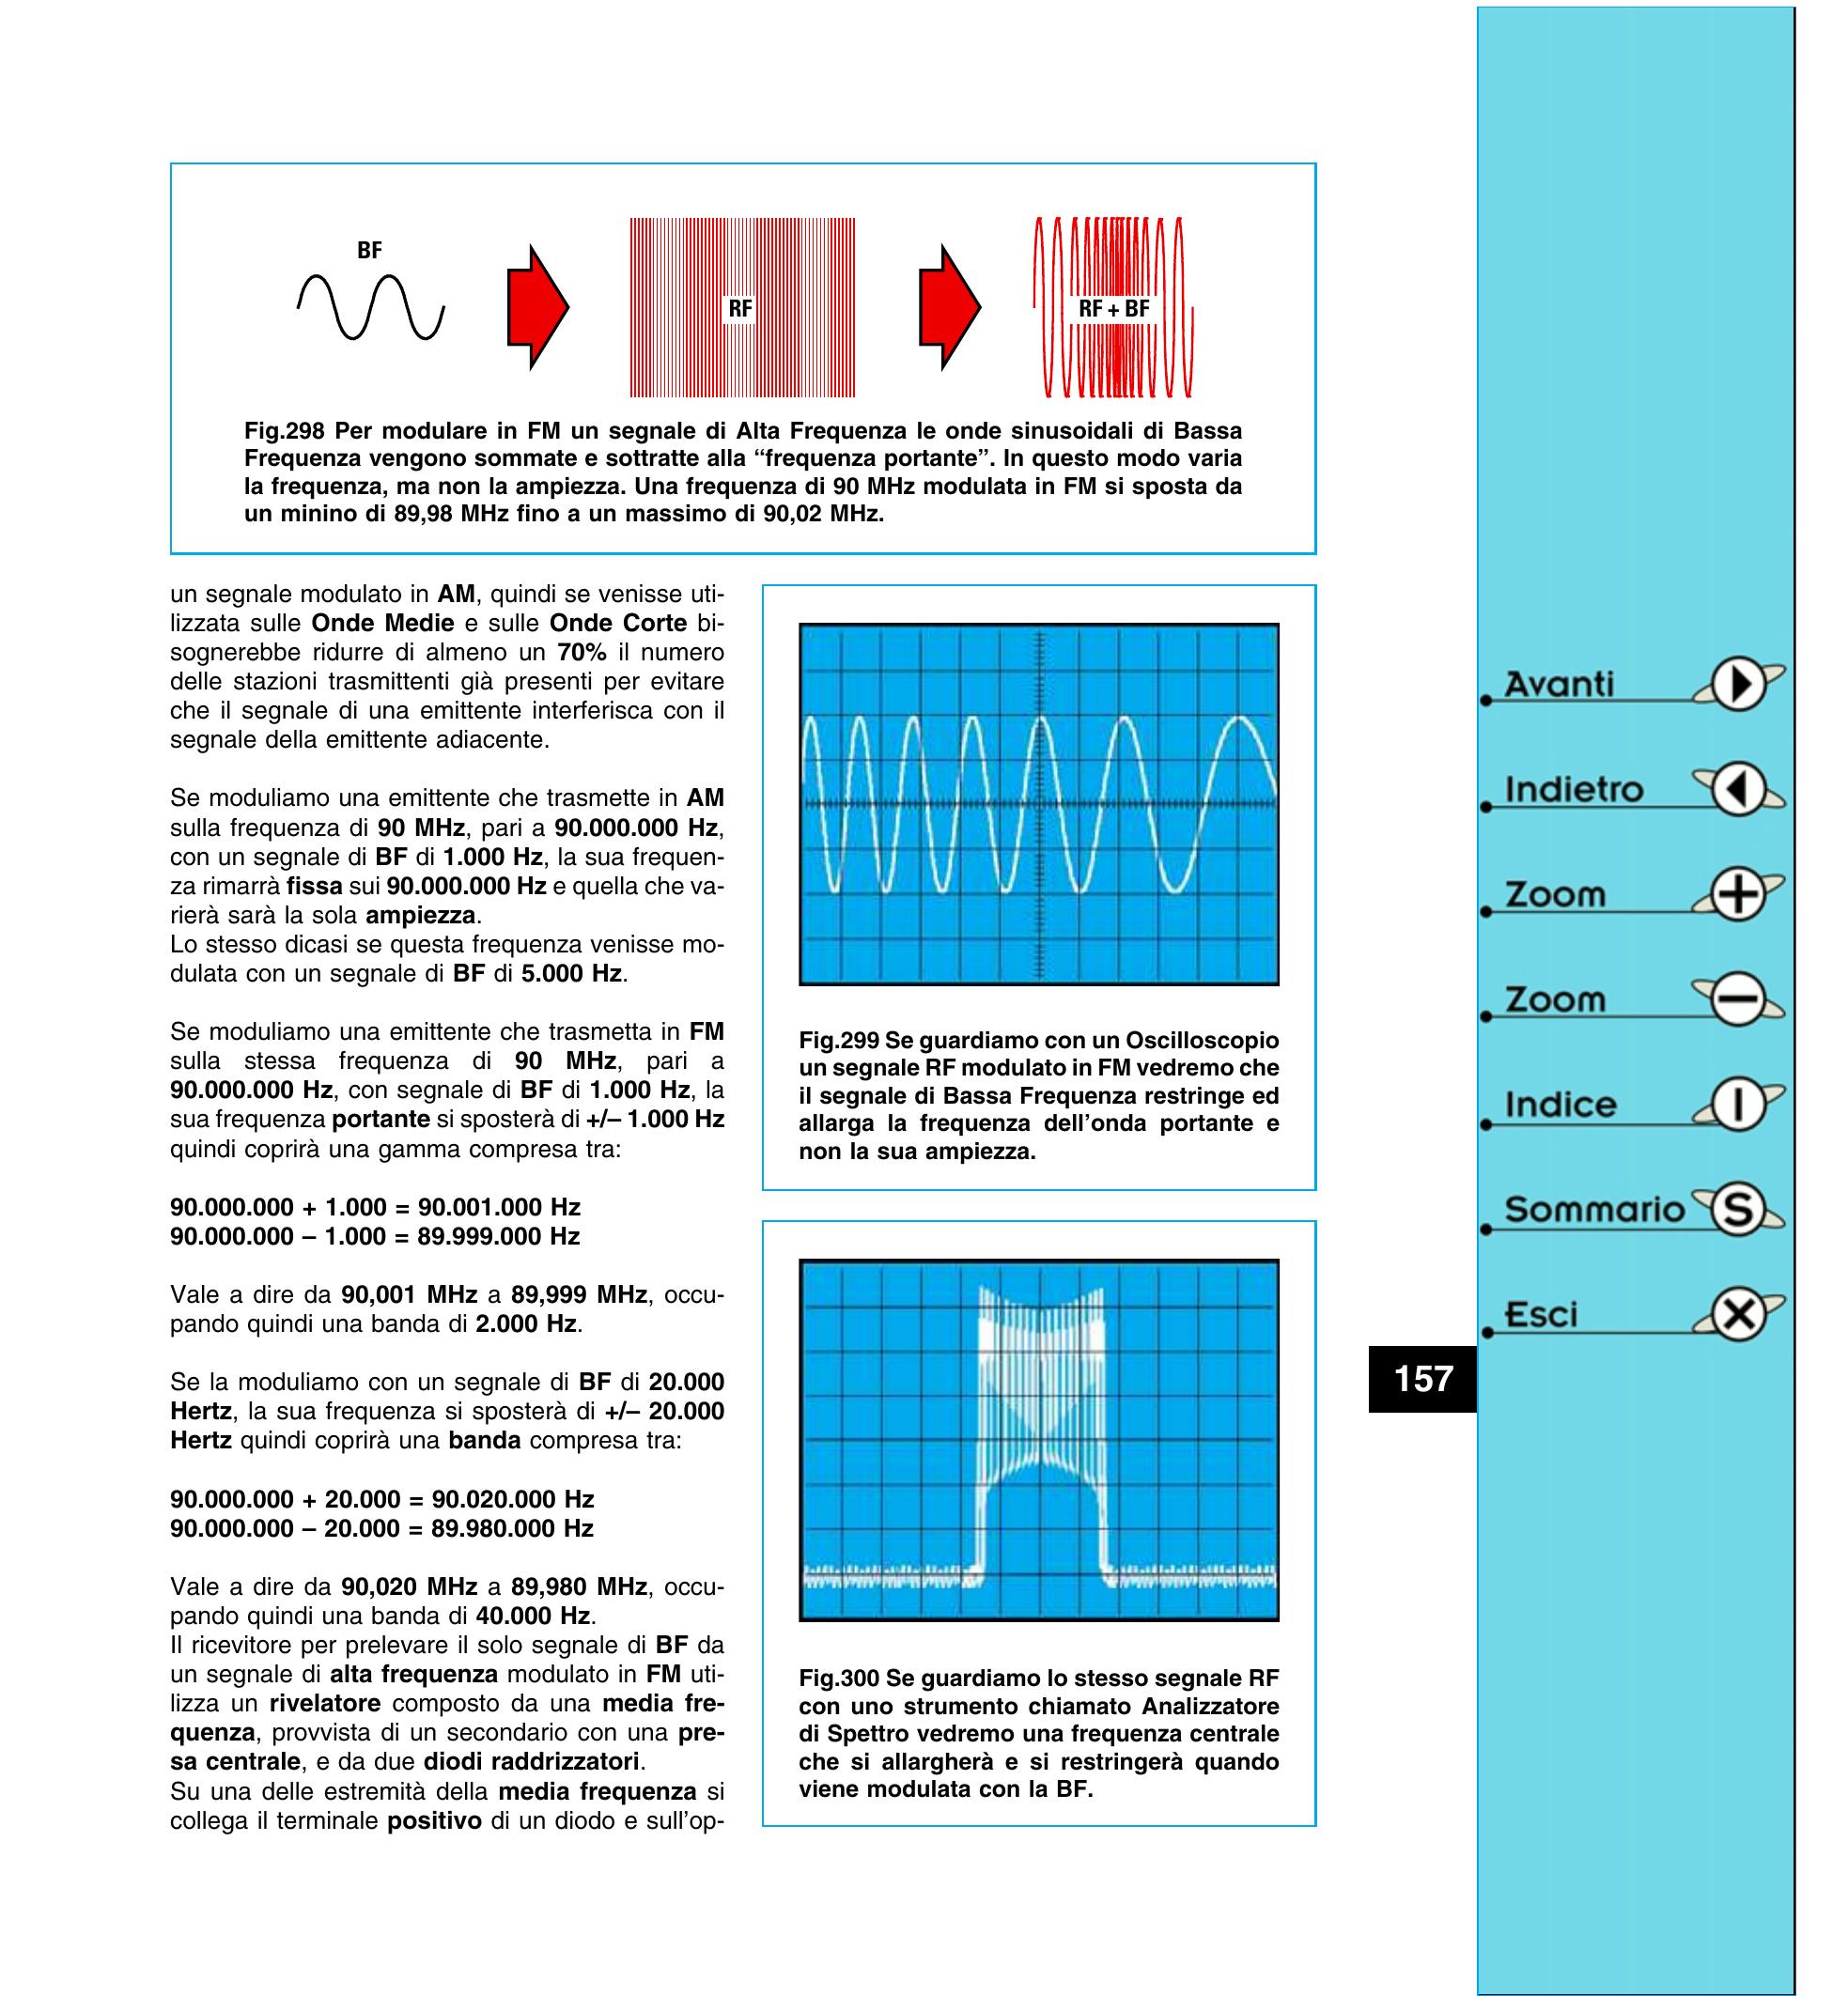 BF
RF
RF + BF
Fig.298 Per modulare in FM un segnale di Alta Frequenza le onde sinusoidali di Bassa
Frequenza vengono sommate e sottratte alla “frequenza portante”. In questo modo varia
la frequenza, ma non la ampiezza. Una frequenza di 90 MHz modulata in FM si sposta da
un minino di 89,98 MHz fino a un massimo di 90,02 MHz.
un segnale modulato in AM, quindi se venisse uti-
lizzata sulle Onde Medie e sulle Onde Corte bi-
sognerebbe ridurre di almeno un 70% il numero
delle stazioni trasmittenti già presenti per evitare
che il segnale di una emittente interferisca con il
segnale della emittente adiacente.
Se moduliamo una emittente che trasmette in AM
sulla frequenza di 90 MHz, pari a 90.000.000 Hz,
con un segnale di BF di 1.000 Hz, la sua frequen-
za rimarrà fissa sui 90.000.000 Hz e quella che va-
rierà sarà la sola ampiezza.
Lo stesso dicasi se questa frequenza venisse mo-
dulata con un segnale di BF di 5.000 Hz.
Se moduliamo una emittente che trasmetta in FM
sulla stessa frequenza di 90 MHz, pari a
90.000.000 Hz, con segnale di BF di 1.000 Hz, la
sua frequenza portante si sposterà di +/– 1.000 Hz
quindi coprirà una gamma compresa tra:
90.000.000 + 1.000 = 90.001.000 Hz
90.000.000 – 1.000 = 89.999.000 Hz
Vale a dire da 90,001 MHz a 89,999 MHz, occu-
pando quindi una banda di 2.000 Hz.
Se la moduliamo con un segnale di BF di 20.000
Hertz, la sua frequenza si sposterà di +/– 20.000
Hertz quindi coprirà una banda compresa tra:
90.000.000 + 20.000 = 90.020.000 Hz
90.000.000 – 20.000 = 89.980.000 Hz
Vale a dire da 90,020 MHz a 89,980 MHz, occu-
pando quindi una banda di 40.000 Hz.
Il ricevitore per prelevare il solo segnale di BF da
un segnale di alta frequenza modulato in FM uti-
lizza un rivelatore composto da una media fre-
quenza, provvista di un secondario con una pre-
sa centrale, e da due diodi raddrizzatori.
Su una delle estremità della media frequenza si
collega il terminale positivo di un diodo e sull’op-
Fig.299 Se guardiamo con un Oscilloscopio
un segnale RF modulato in FM vedremo che
il segnale di Bassa Frequenza restringe ed
allarga la frequenza dell’onda portante e
non la sua ampiezza.
Fig.300 Se guardiamo lo stesso segnale RF
con uno strumento chiamato Analizzatore
di Spettro vedremo una frequenza centrale
che si allargherà e si restringerà quando
viene modulata con la BF.
157
Avanti
Indietro
Zoom +
Zoom –
Indice I
Sommario S
Esci X